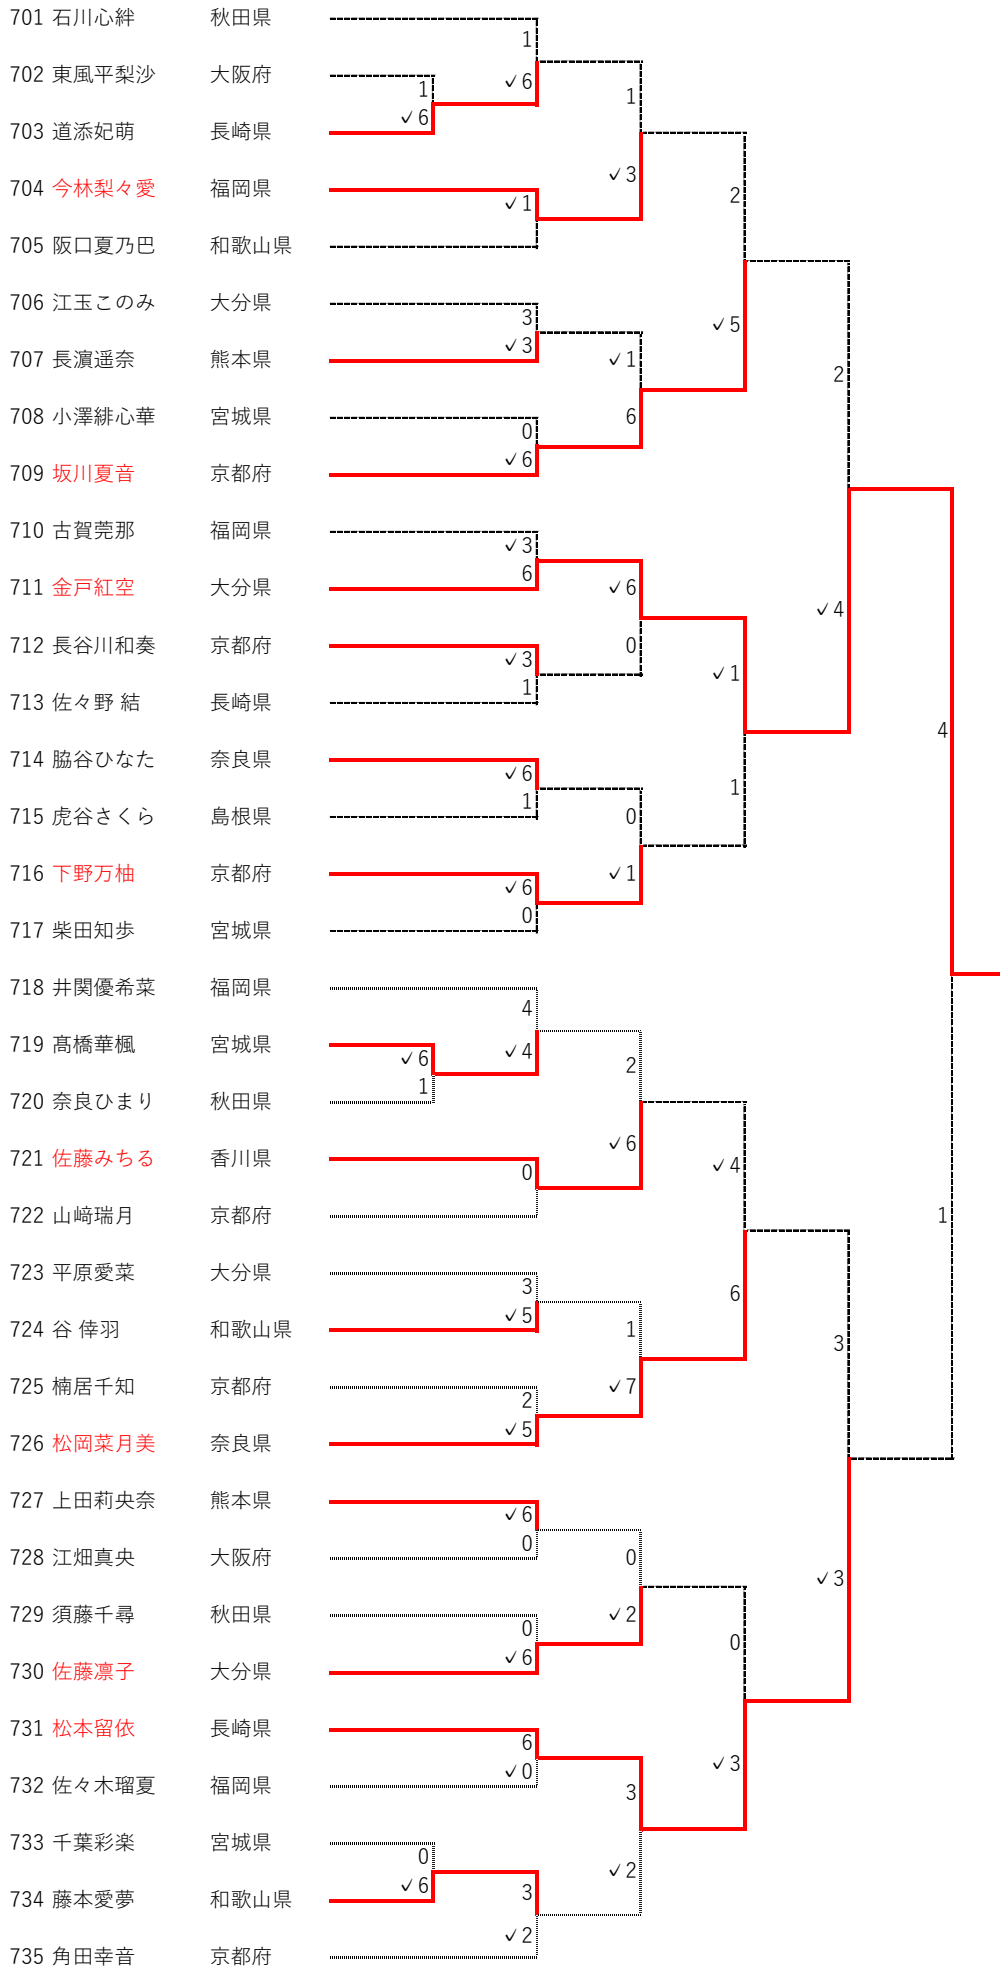 701 石川心絆 秋田県
1
702 東風平梨沙 大阪府
✓6
1
1
✓6
703 道添妃萌 長崎県
✓3
704 今林梨々愛 福岡県
2
✓1
705 阪口夏乃巴 和歌山県
706 江玉このみ 大分県
3
✓5
✓3
707 長濵遥奈 熊本県
✓1
2
708 小澤緋心華 宮城県
6
0
✓6
709 坂川夏音 京都府
710 古賀莞那 福岡県
✓3
6
711 金戸紅空 大分県
✓6
✓4
712 長谷川和奏 京都府
0
✓3
✓1
1
713 佐々野 結 長崎県
4
714 脇谷ひなた 奈良県
✓6
1
1
715 虎谷さくら 島根県
0
716 下野万柚 京都府
✓1
✓6
0
717 柴田知歩 宮城県
718 井関優希菜 福岡県
4
719 髙橋華楓 宮城県
✓4
✓6
2
1
720 奈良ひまり 秋田県
✓6
721 佐藤みちる 香川県
✓4
0
722 山﨑瑞月 京都府
1
723 平原愛菜 大分県
3
6
✓5
724 谷 倖羽 和歌山県
1
3
725 楠居千知 京都府
✓7
2
✓5
726 松岡菜月美 奈良県
727 上田莉央奈 熊本県
✓6
0
728 江畑真央 大阪府
0
✓3
729 須藤千尋 秋田県
✓2
0
0
✓6
730 佐藤凛子 大分県
731 松本留依 長崎県
6
✓3
✓0
732 佐々木瑠夏 福岡県
3
733 千葉彩楽 宮城県
0
✓2
✓6
3
734 藤本愛夢 和歌山県
✓2
735 角田幸音 京都府